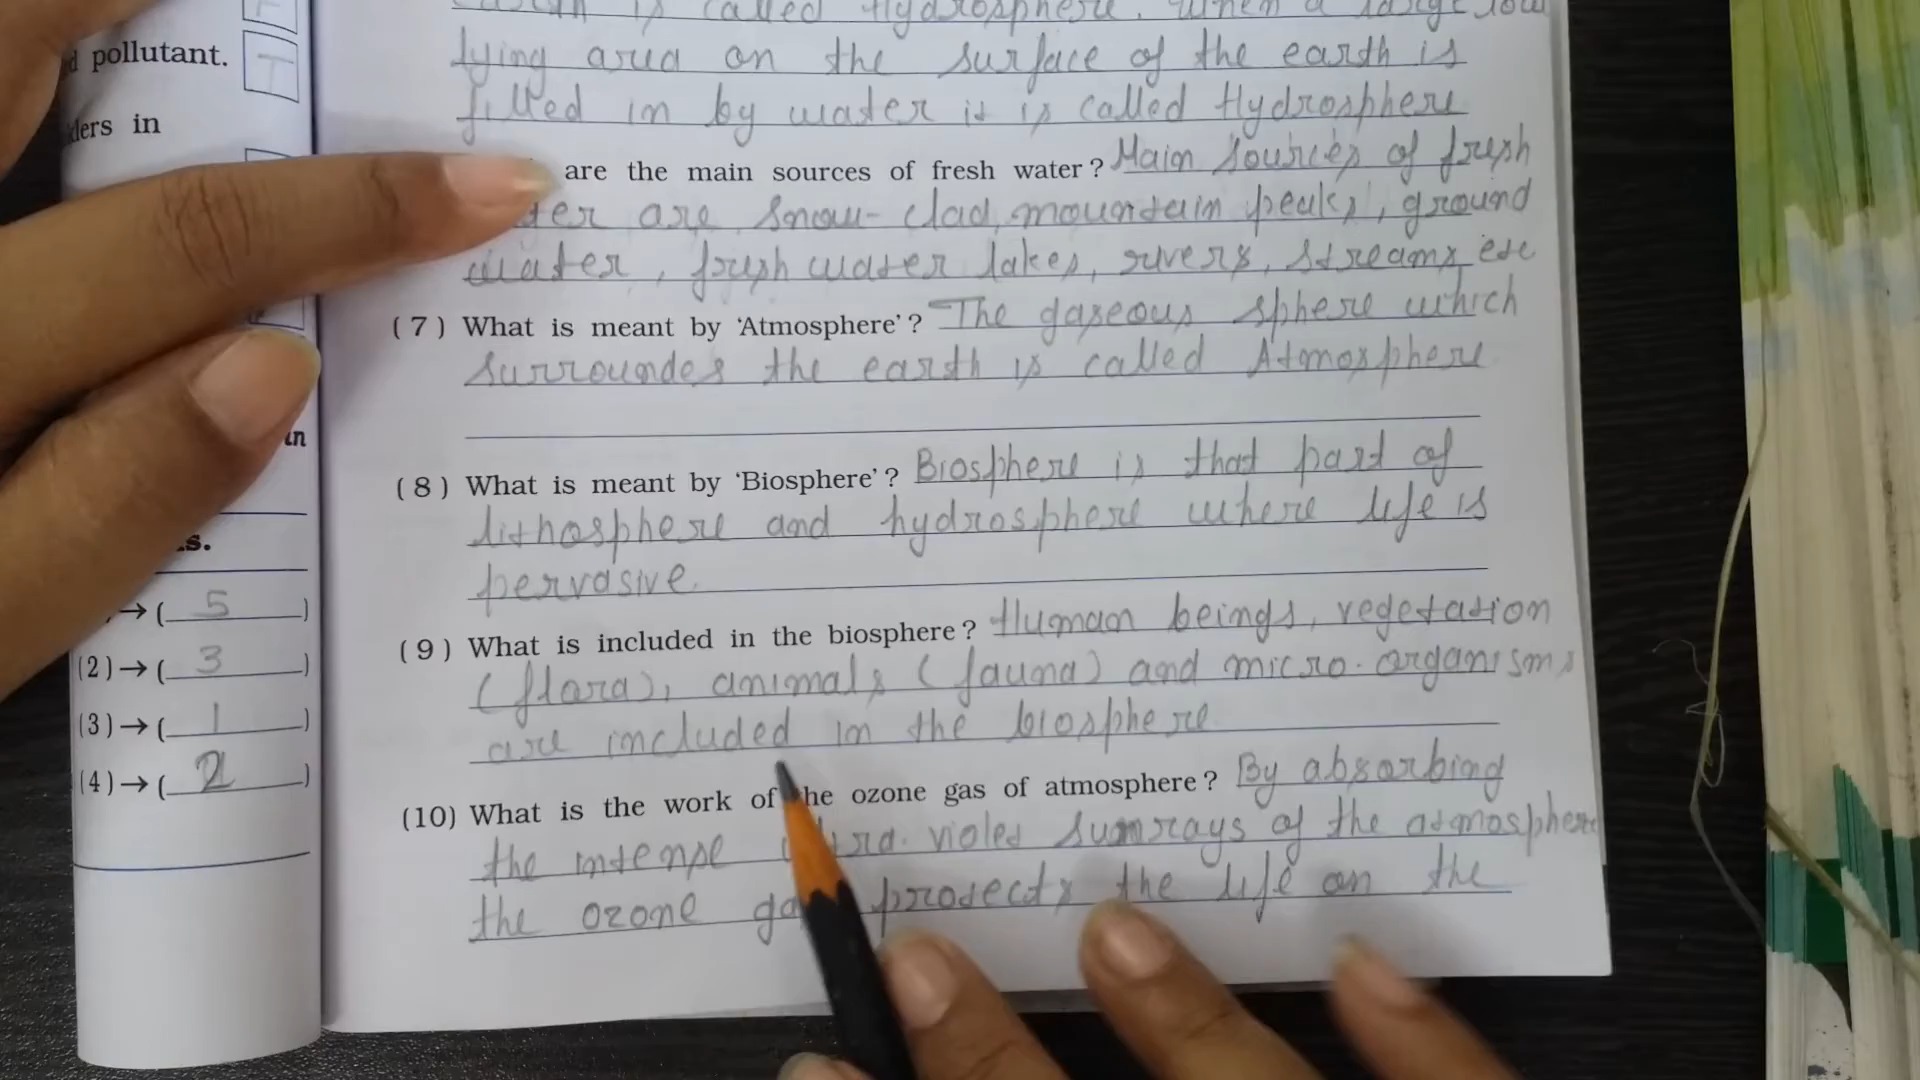 d pollutant.
T
ders in
in
s.
→ ( 5 )
(2) → ( 3 )
(3) → ( 1 )
(4) → ( 2 )
is called Hydrosphere. When a large low
lying area on the surface of the earth is
filled in by water it is called Hydrosphere
are the main sources of fresh water? Main sources of fresh
ter are snow-clad mountain peaks, ground
water, fresh water lakes, rivers, streams etc
(7) What is meant by 'Atmosphere'? The gaseous sphere which
surroundes the earth is called Atmosphere
(8) What is meant by 'Biosphere'? Biosphere is that part of
lithosphere and hydrosphere where life is
pervasive.
(9) What is included in the biosphere? Human beings, vegetation
(flora), animals (fauna) and micro-organisms
are included in the biosphere
(10) What is the work of the ozone gas of atmosphere? By absorbing
the intense ultra-violet sunrays of the atmosphere
the ozone ga protects the life on the